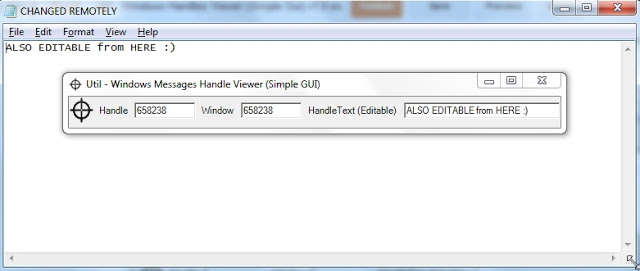 CHANGED REMOTELY
File Edit Format View Help
ALSO EDITABLE from HERE :)
Util - Windows Messages Handle Viewer (Simple GUI)
Handle 658238 Window 658238 HandleText (Editable) ALSO EDITABLE from HERE :)